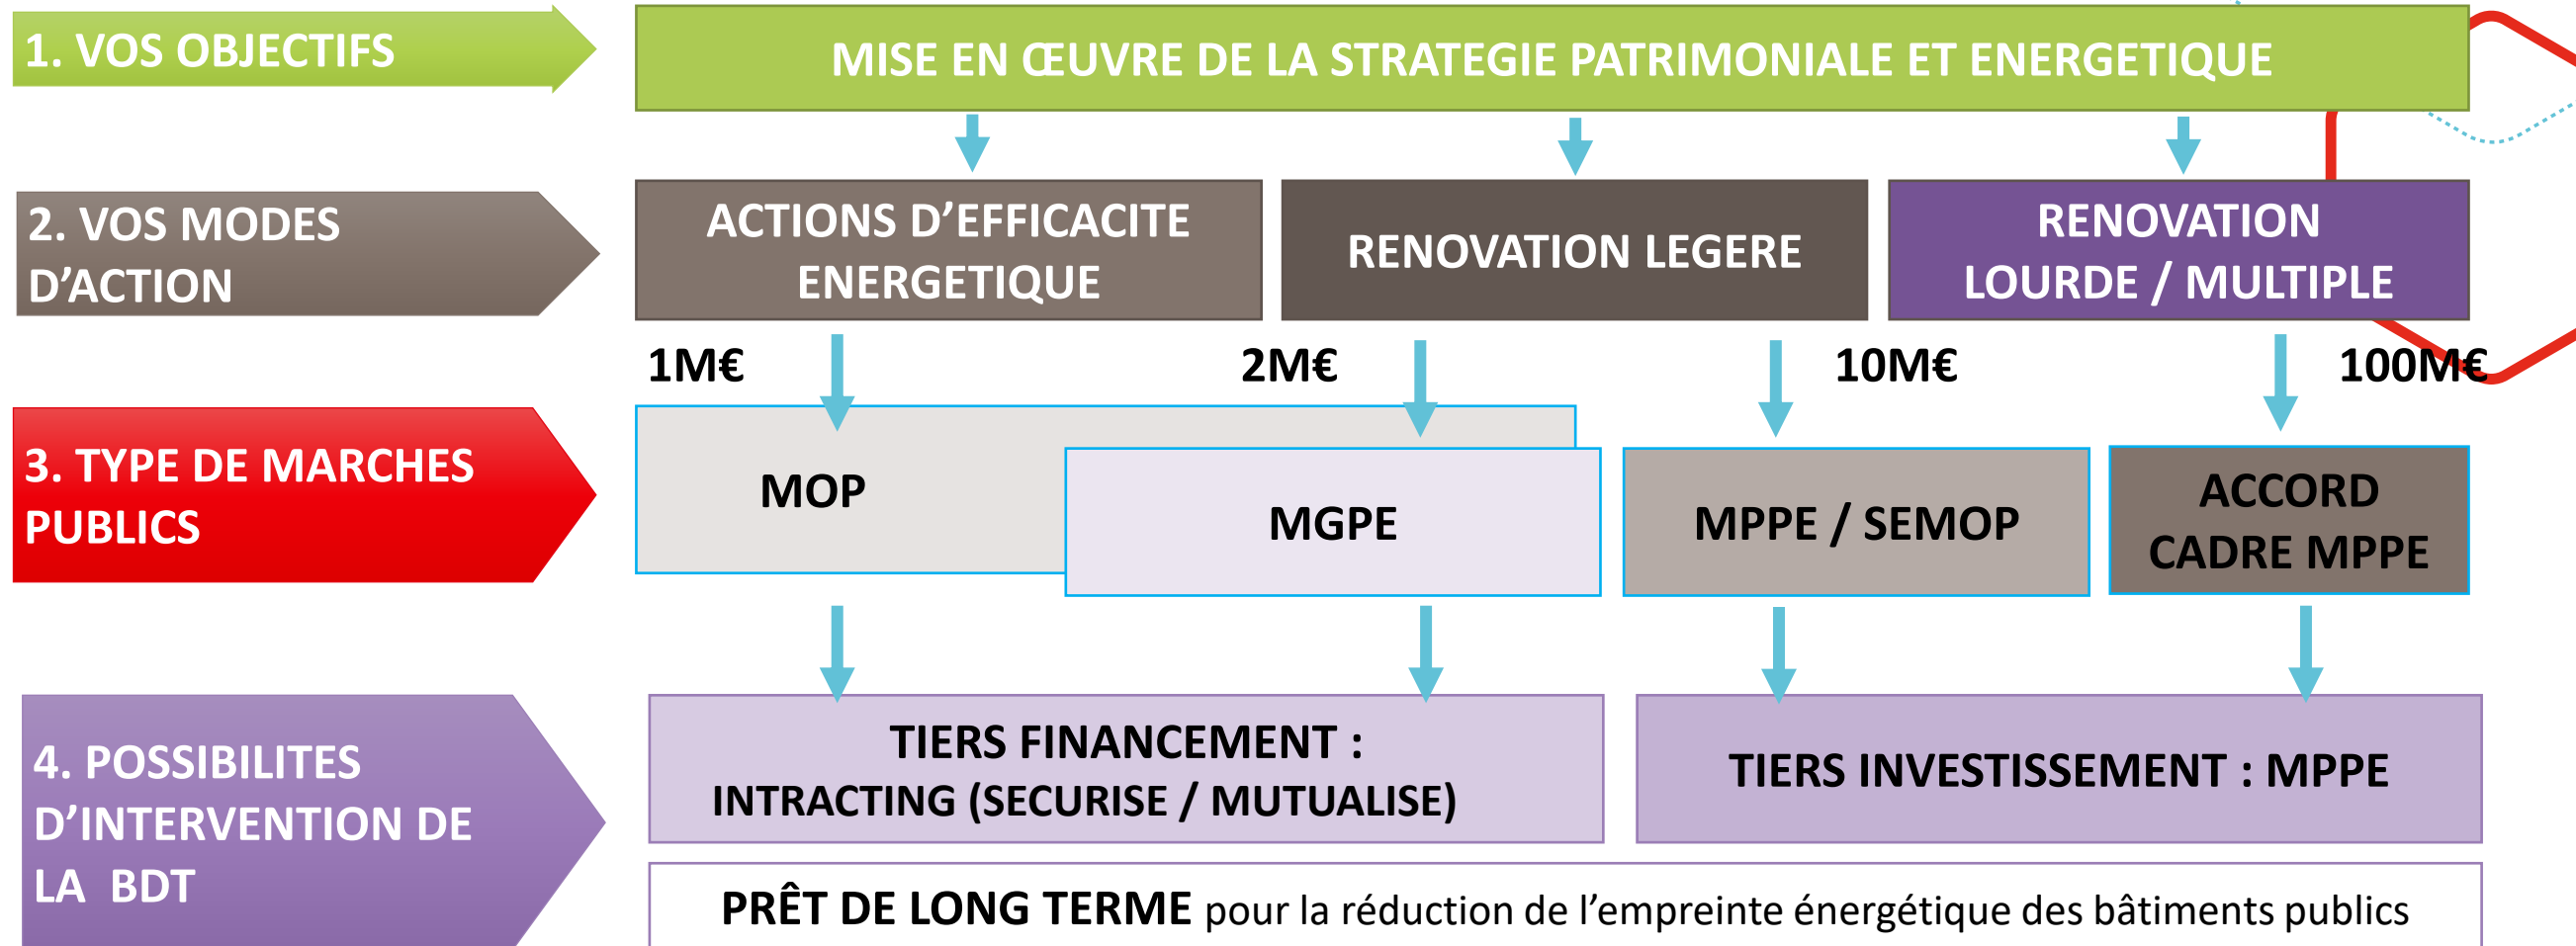 1. VOS OBJECTIFS
MISE EN ŒUVRE DE LA STRATEGIE PATRIMONIALE ET ENERGETIQUE
2. VOS MODES
D’ACTION
ACTIONS D’EFFICACITE
ENERGETIQUE
RENOVATION LEGERE
RENOVATION
LOURDE / MULTIPLE
1M€
2M€
10M€
100M€
3. TYPE DE MARCHES
PUBLICS
MOP
MGPE
MPPE / SEMOP
ACCORD
CADRE MPPE
4. POSSIBILITES
D’INTERVENTION DE
LA BDT
TIERS FINANCEMENT :
INTRACTING (SECURISE / MUTUALISE)
TIERS INVESTISSEMENT : MPPE
PRÊT DE LONG TERME pour la réduction de l’empreinte énergétique des bâtiments publics